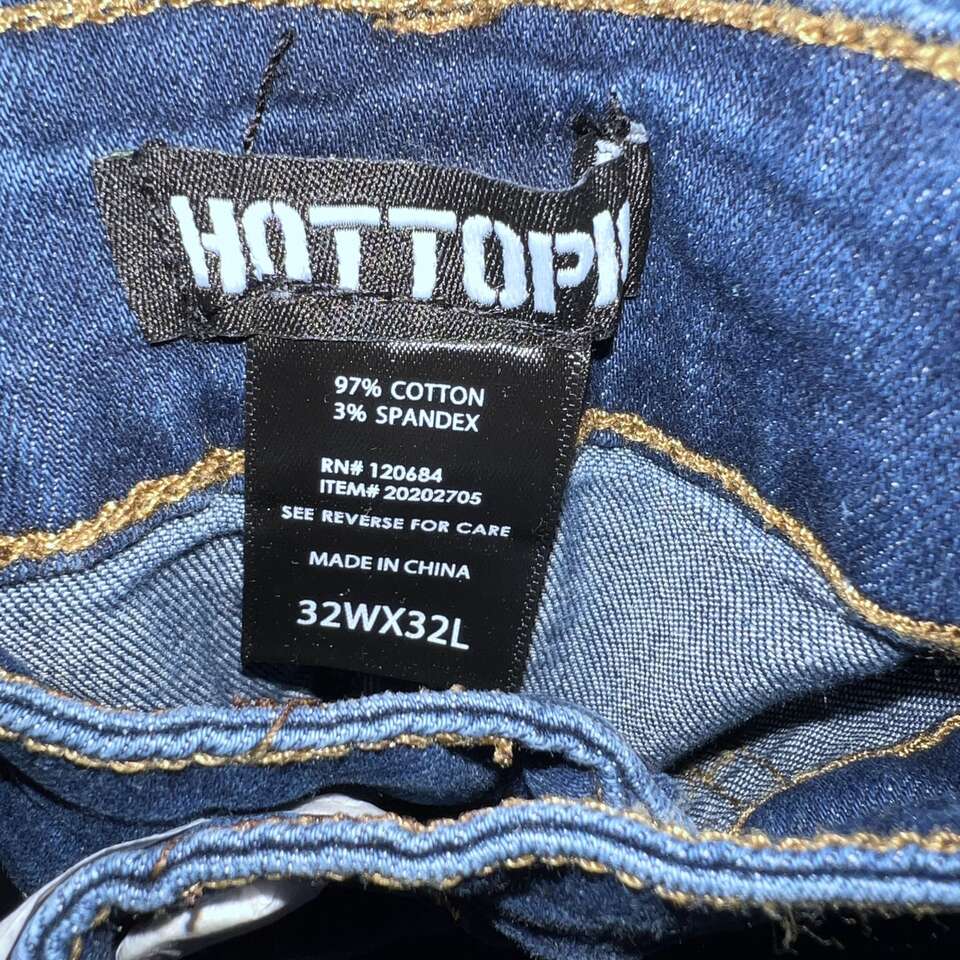 HOTTOPI
97% COTTON
3% SPANDEX
RN# 120684
ITEM# 20202705
SEE REVERSE FOR CARE
MADE IN CHINA
32WX32L